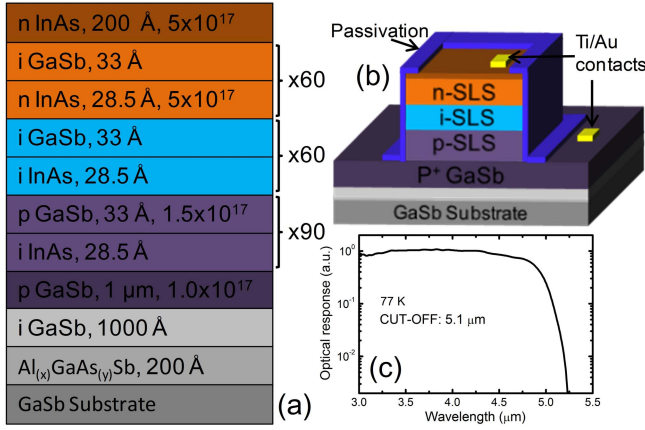 n InAs, 200 Å, 5x10¹⁷
i GaSb, 33 Å
n InAs, 28.5 Å, 5x10¹⁷
x60
i GaSb, 33 Å
i InAs, 28.5 Å
x60
p GaSb, 33 Å, 1.5x10¹⁷
i InAs, 28.5 Å
x90
p GaSb, 1 µm, 1.0x10¹⁷
i GaSb, 1000 Å
Al(x)GaAs(y)Sb, 200 Å
GaSb Substrate
(a)
Passivation
(b)
Ti/Au
contacts
n-SLS
i-SLS
p-SLS
P⁺ GaSb
GaSb Substrate
Optical response (a.u.)
10⁰
10⁻¹
10⁻²
77 K
CUT-OFF: 5.1 µm
(c)
3.0 3.5 4.0 4.5 5.0 5.5
Wavelength (µm)